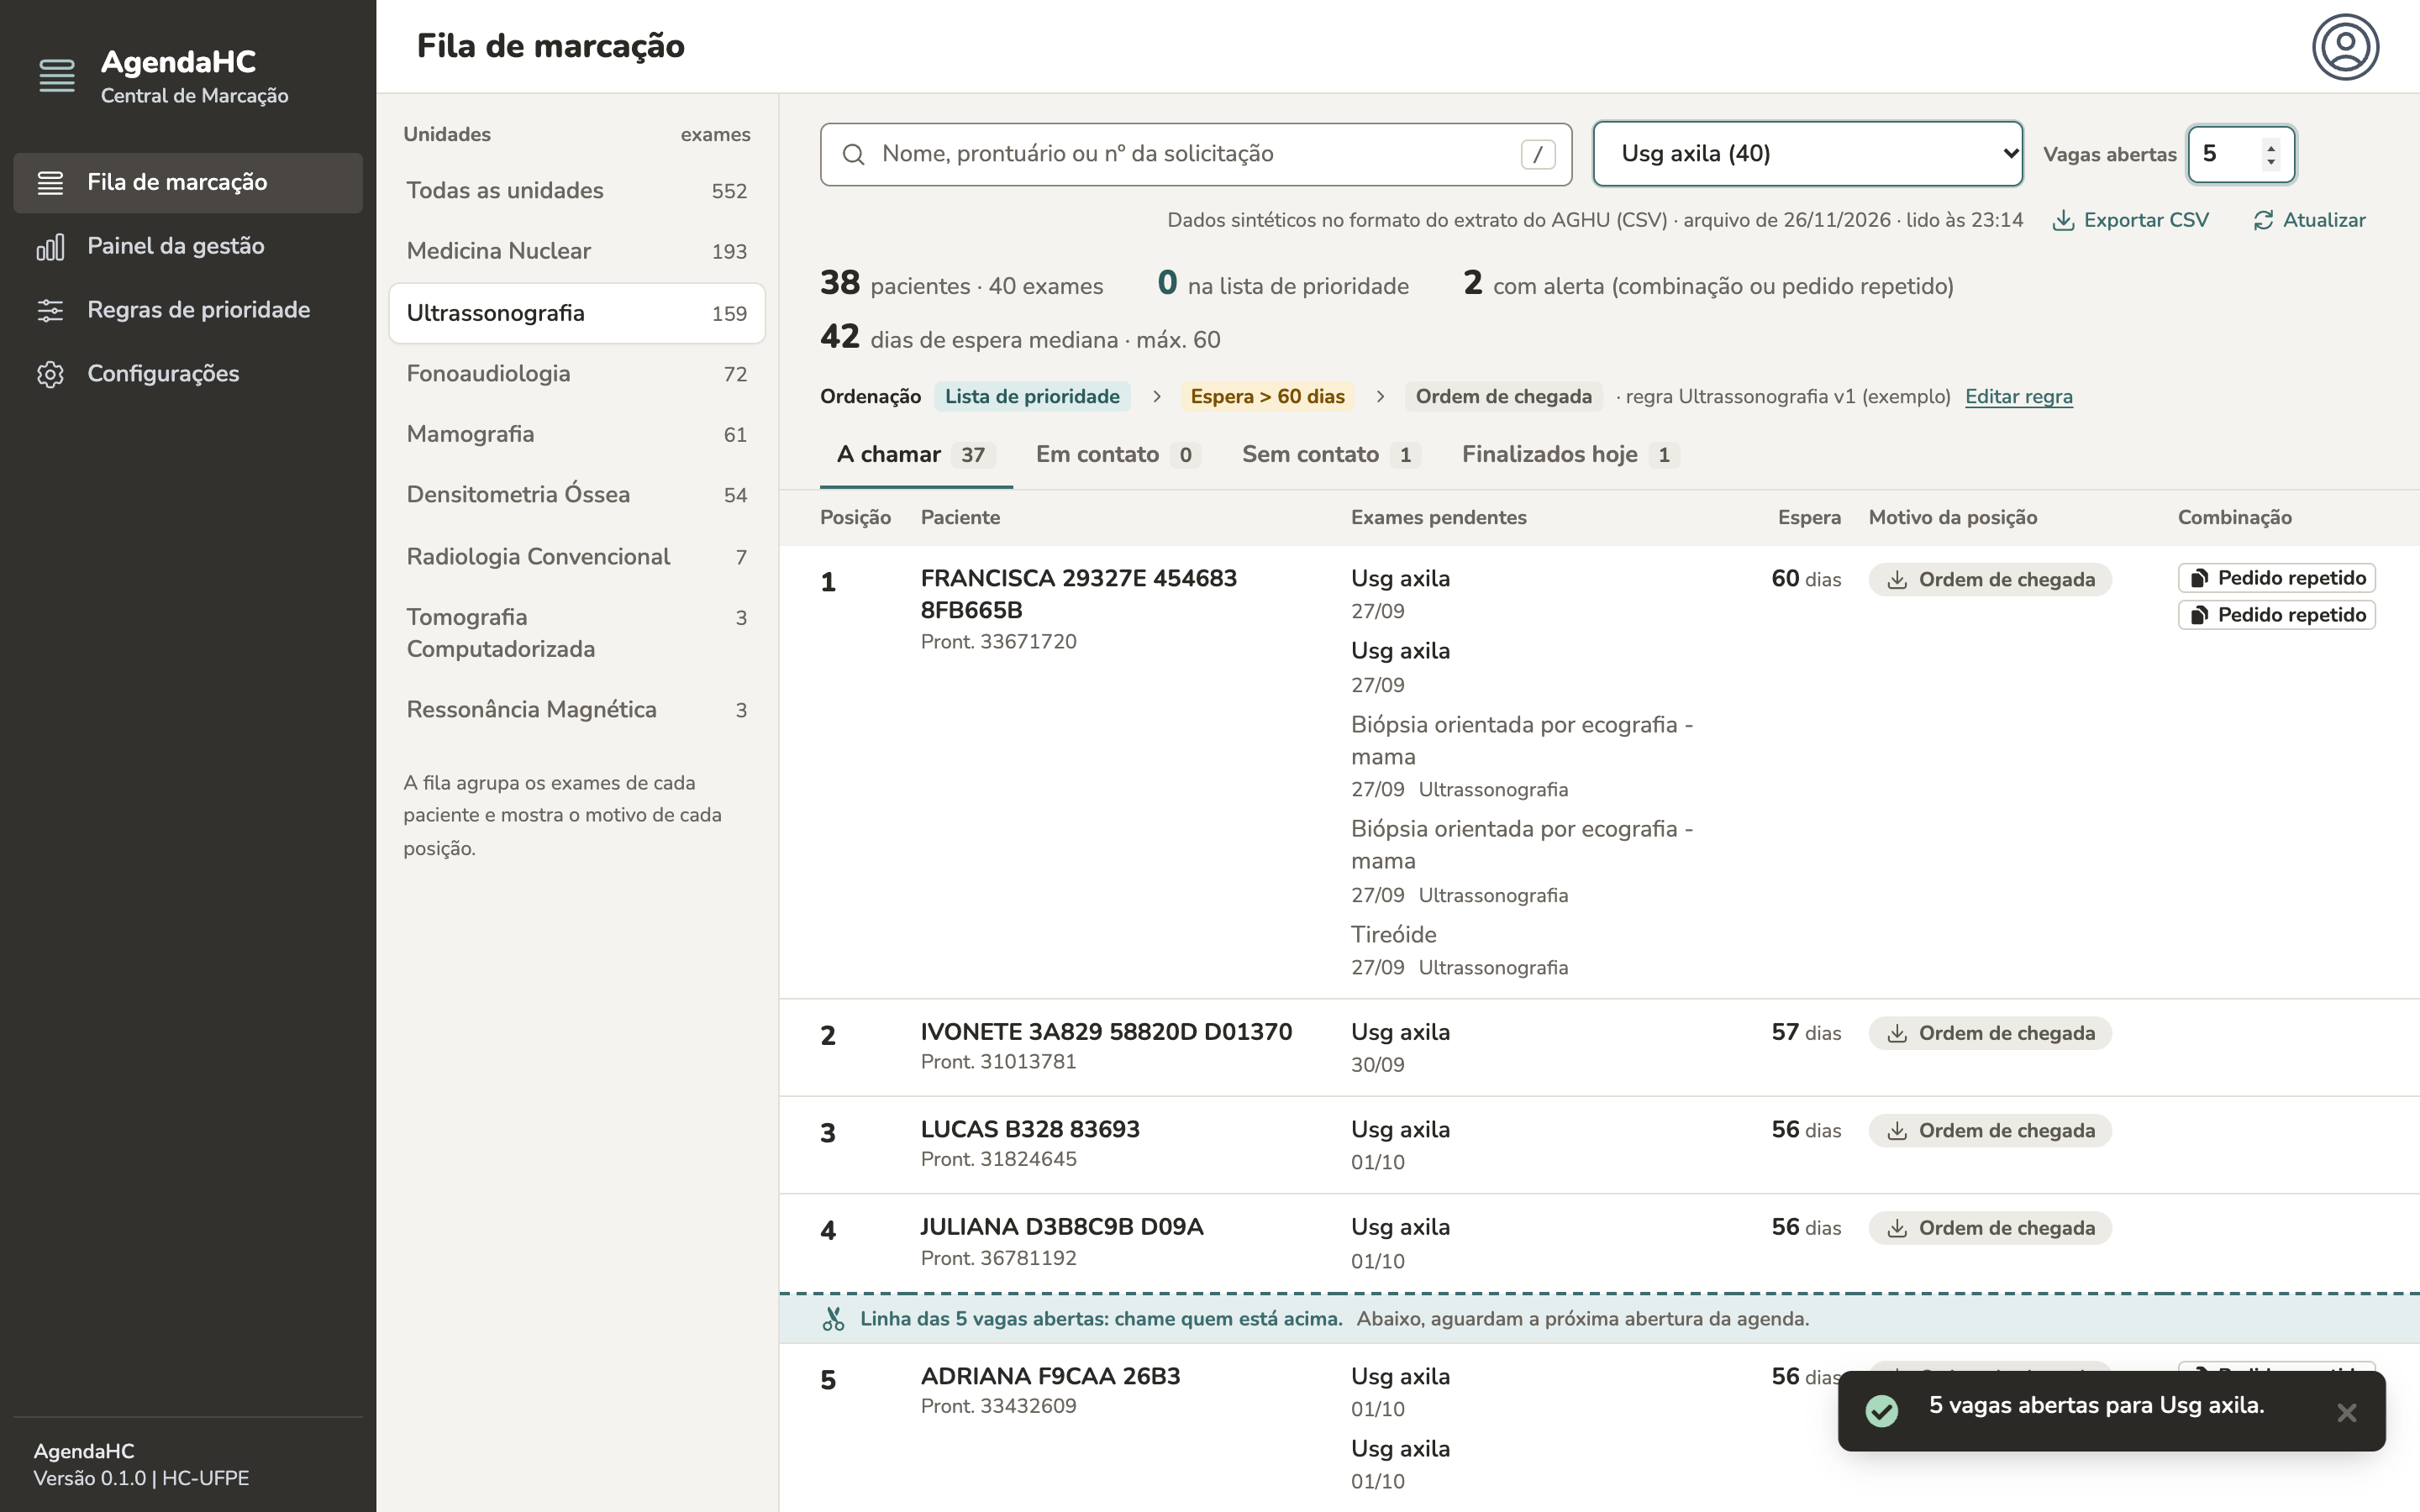 AgendaHC
Central de Marcação
Fila de marcação
Painel da gestão
Regras de prioridade
Configurações
AgendaHC
Versão 0.1.0 | HC-UFPE
Fila de marcação
Unidades exames
Todas as unidades 552
Medicina Nuclear 193
Ultrassonografia 159
Fonoaudiologia 72
Mamografia 61
Densitometria Óssea 54
Radiologia Convencional 7
Tomografia 3
Computadorizada
Ressonância Magnética 3
A fila agrupa os exames de cada
paciente e mostra o motivo de cada
posição.
Nome, prontuário ou nº da solicitação /
Usg axila (40)
Vagas abertas 5
Dados sintéticos no formato do extrato do AGHU (CSV) · arquivo de 26/11/2026 · lido às 23:14 Exportar CSV Atualizar
38 pacientes · 40 exames 0 na lista de prioridade 2 com alerta (combinação ou pedido repetido)
42 dias de espera mediana · máx. 60
Ordenação Lista de prioridade > Espera > 60 dias > Ordem de chegada · regra Ultrassonografia v1 (exemplo) Editar regra
A chamar 37 Em contato 0 Sem contato 1 Finalizados hoje 1
Posição Paciente Exames pendentes Espera Motivo da posição Combinação
1 FRANCISCA 29327E 454683 Usg axila 60 dias Ordem de chegada Pedido repetido
8FB665B 27/09 Pedido repetido
Pront. 33671720
Usg axila
27/09
Biópsia orientada por ecografia -
mama
27/09 Ultrassonografia
Biópsia orientada por ecografia -
mama
27/09 Ultrassonografia
Tireóide
27/09 Ultrassonografia
2 IVONETE 3A829 58820D D01370 Usg axila 57 dias Ordem de chegada
Pront. 31013781 30/09
3 LUCAS B328 83693 Usg axila 56 dias Ordem de chegada
Pront. 31824645 01/10
4 JULIANA D3B8C9B D09A Usg axila 56 dias Ordem de chegada
Pront. 36781192 01/10
Linha das 5 vagas abertas: chame quem está acima. Abaixo, aguardam a próxima abertura da agenda.
5 ADRIANA F9CAA 26B3 Usg axila 56 dias
Pront. 33432609 01/10
Usg axila
01/10
5 vagas abertas para Usg axila.